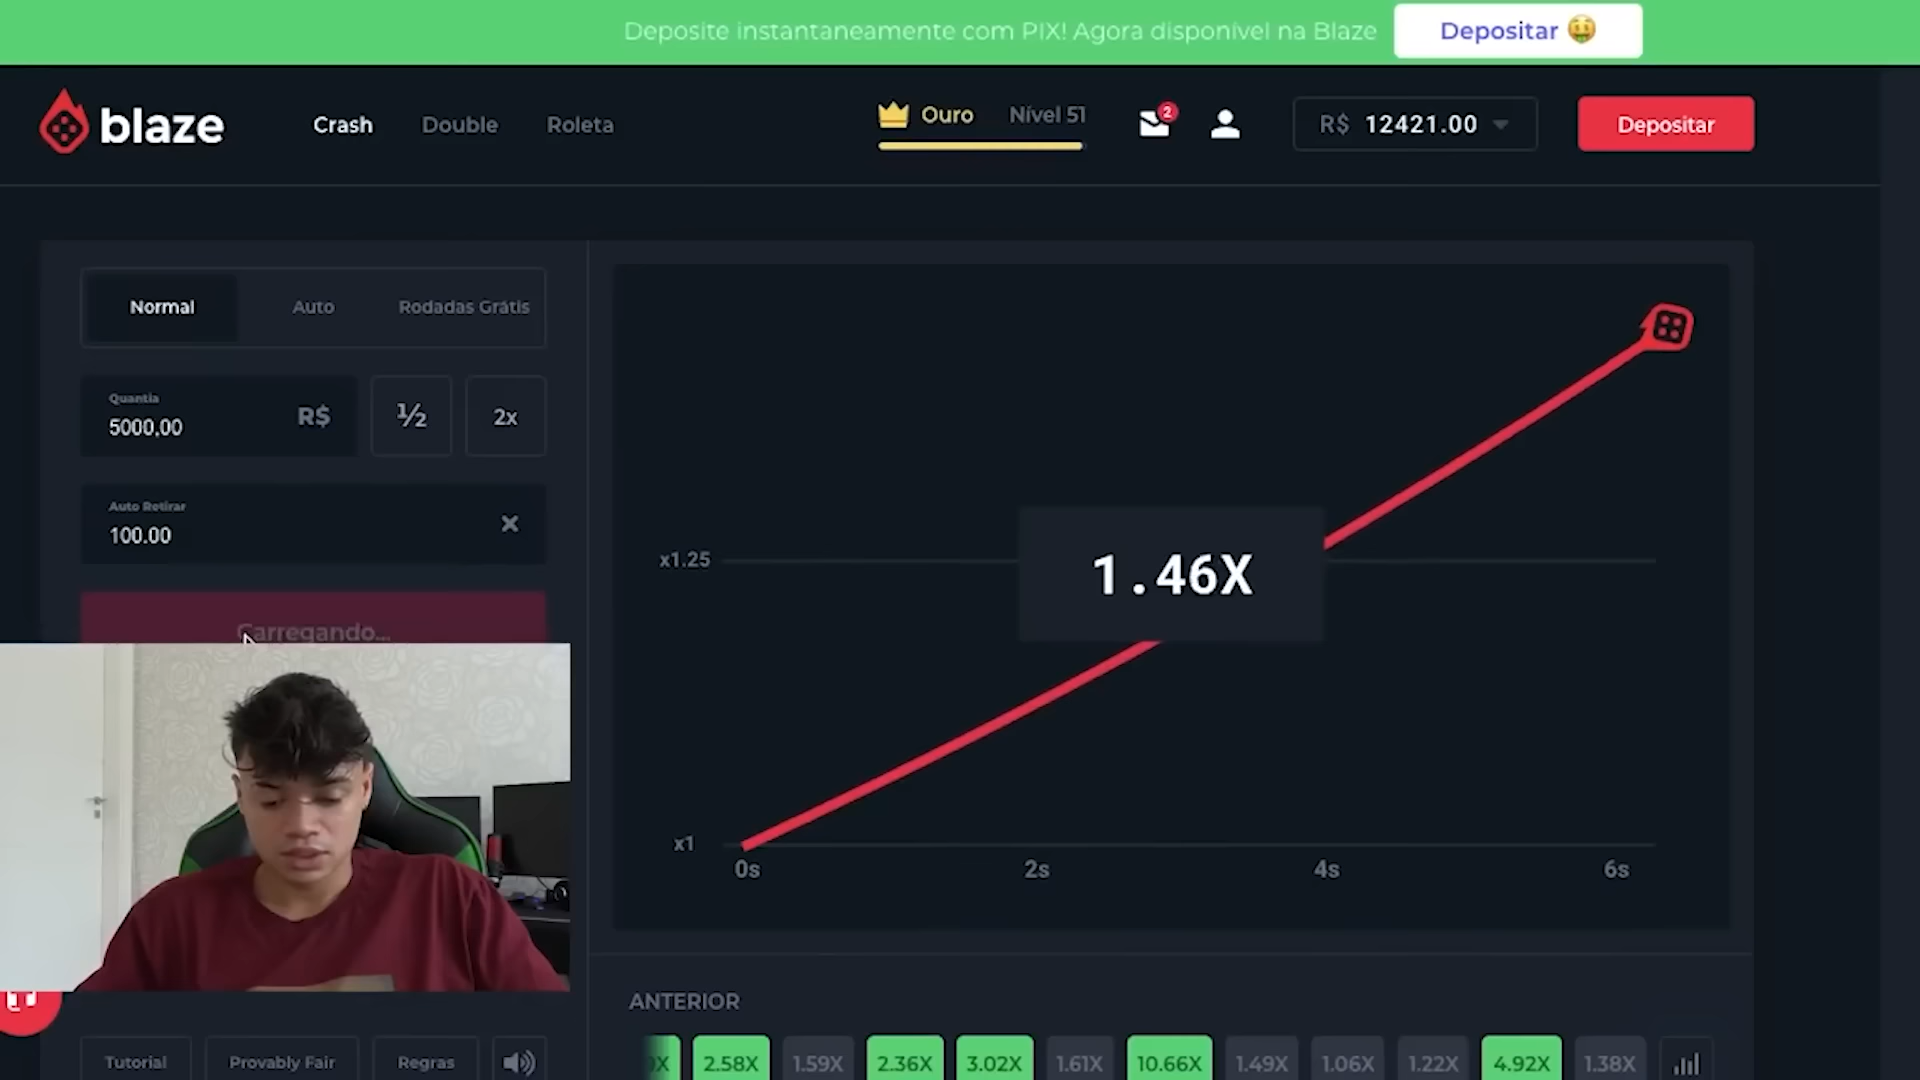 Deposite instantaneamente com PIX! Agora disponível na Blaze
Depositar 🤑
blaze
Crash
Double
Roleta
Ouro
Nível 51
2
R$ 12421.00
Depositar
Normal
Auto
Rodadas Grátis
Quantia
5000,00
R$
½
2x
Auto Retirar
100.00
Carregando...
x1.25
1.46X
x1
0s
2s
4s
6s
ANTERIOR
2.58X
1.59X
2.36X
3.02X
1.61X
10.66X
1.49X
1.06X
1.22X
4.92X
1.38X
Tutorial
Provably Fair
Regras